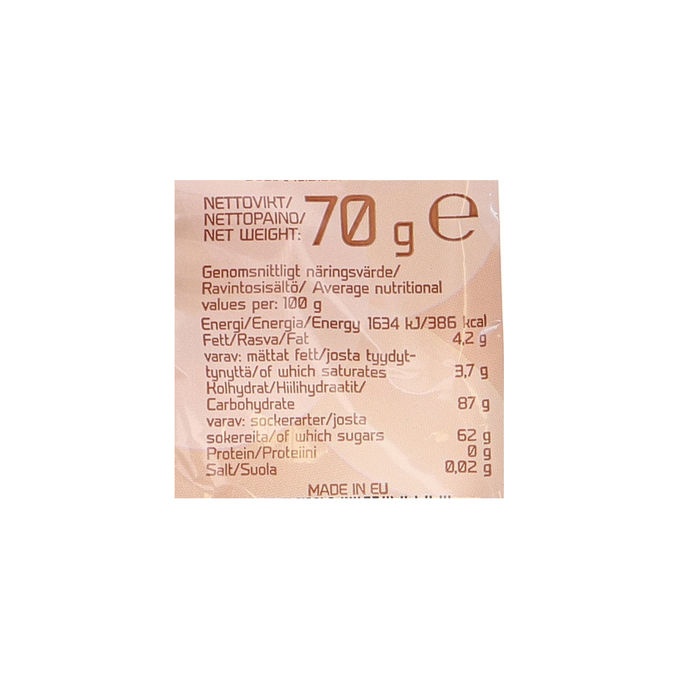 NETTOVIKT/
NETTOPAINO/
NET WEIGHT: 70 g e
Genomsnittligt näringsvärde/
Ravintosisältö/ Average nutritional
values per: 100 g
Energi/Energia/Energy 1634 kJ/386 kcal
Fett/Rasva/Fat 4,2 g
varav: mättat fett/josta tyydyt-
tynyttä/of which saturates 3,7 g
Kolhydrat/Hiilihydraatit/
Carbohydrate 87 g
varav: sockerarter/josta
sokereita/of which sugars 62 g
Protein/Proteiini 0 g
Salt/Suola 0,02 g
MADE IN EU